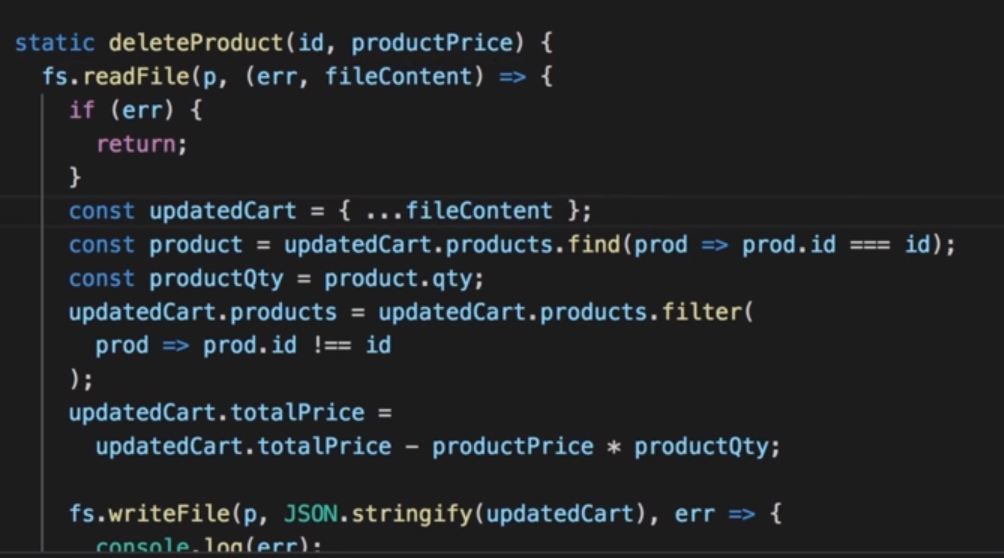 static deleteProduct(id, productPrice) {
fs.readFile(p, (err, fileContent) => {
if (err) {
return;
}
const updatedCart = { ...fileContent };
const product = updatedCart.products.find(prod => prod.id === id);
const productQty = product.qty;
updatedCart.products = updatedCart.products.filter(
prod => prod.id !== id
);
updatedCart.totalPrice =
updatedCart.totalPrice - productPrice * productQty;
fs.writeFile(p, JSON.stringify(updatedCart), err => {
console.log(err);